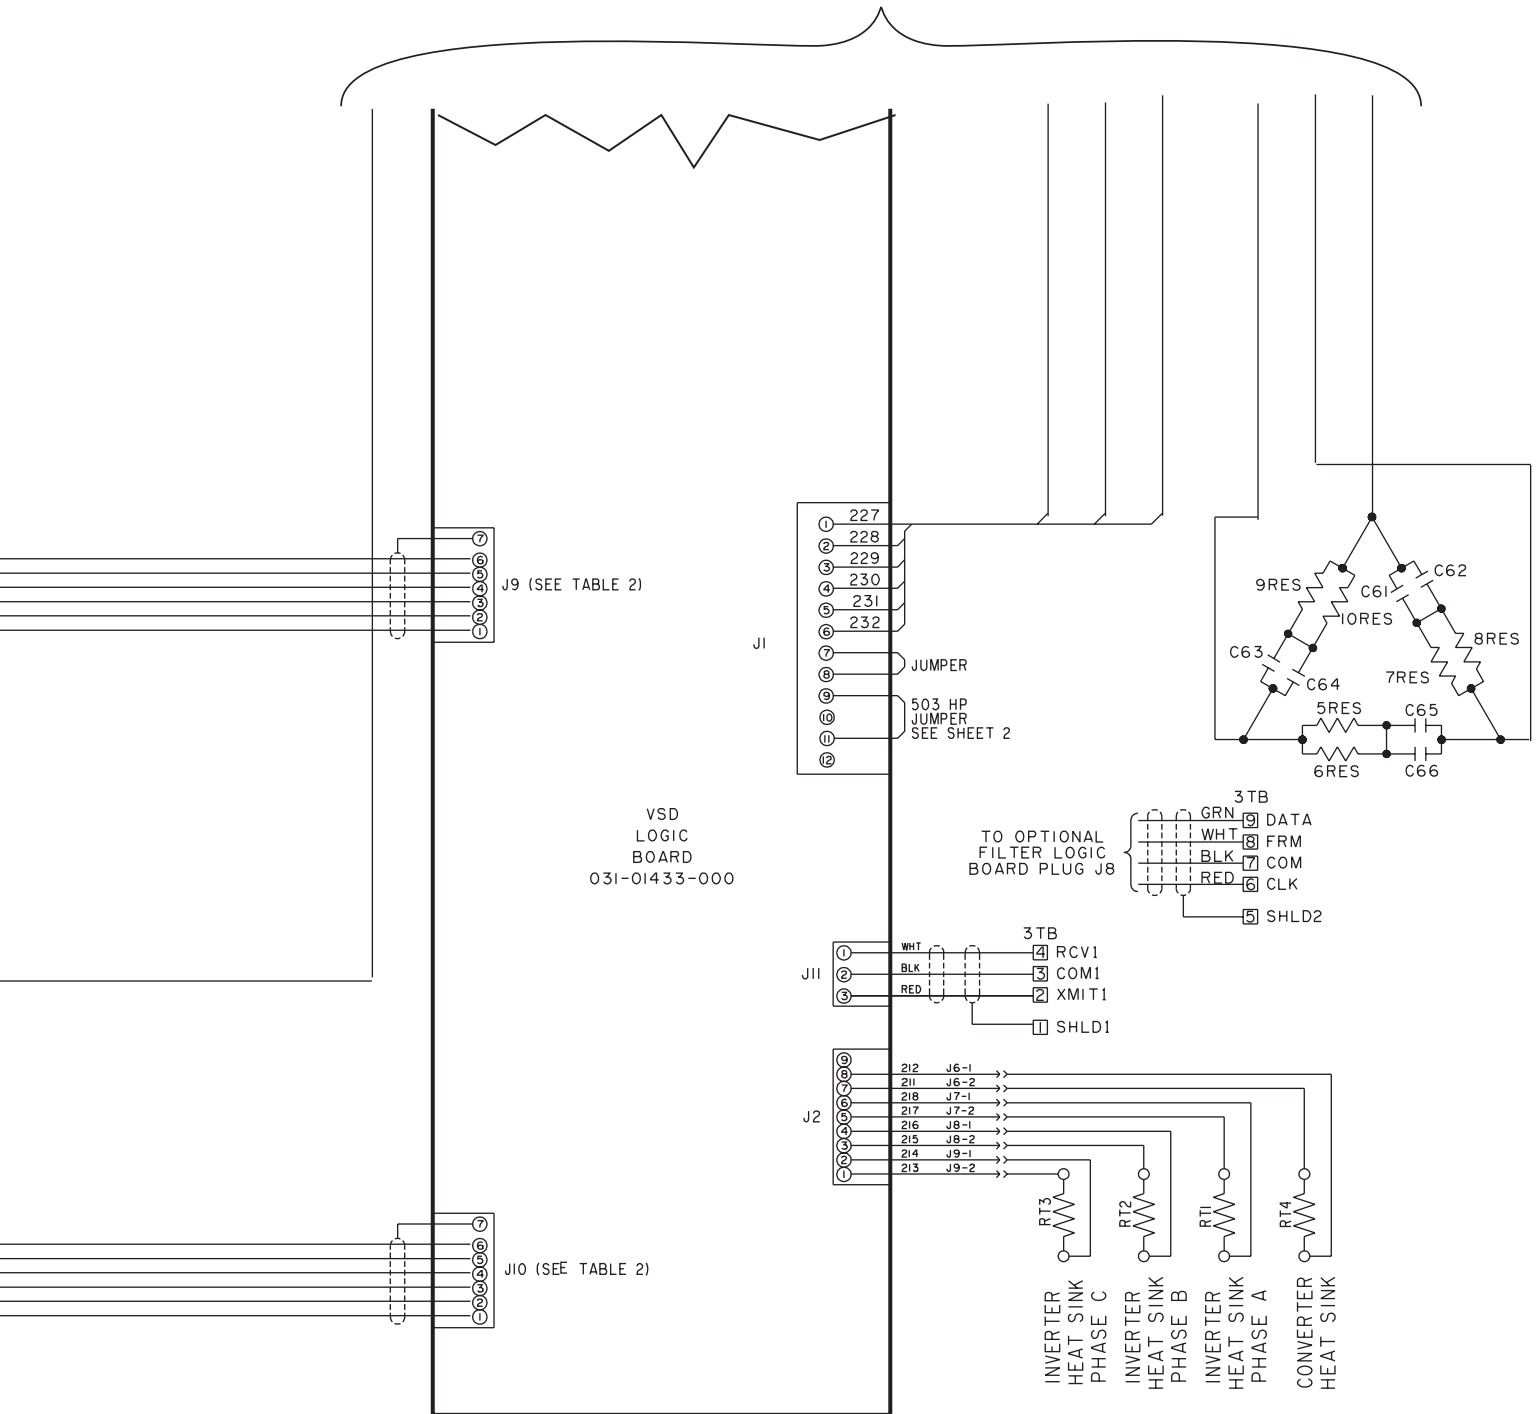 7
6
5
4
3
2
1
J9 (SEE TABLE 2)
J1
1 227
2 228
3 229
4 230
5 231
6 232
7
8
JUMPER
9
10
11
12
503 HP
JUMPER
SEE SHEET 2
9RES
10RES
C61
C62
C63
C64
8RES
7RES
5RES
C65
6RES
C66
VSD
LOGIC
BOARD
031-01433-000
TO OPTIONAL
FILTER LOGIC
BOARD PLUG J8
3TB
GRN 9 DATA
WHT 8 FRM
BLK 7 COM
RED 6 CLK
5 SHLD2
J11
3TB
1 WHT 4 RCV1
2 BLK 3 COM1
3 RED 2 XMIT1
1 SHLD1
J2
9
8 212 J6-1
7 211 J6-2
6 218 J7-1
5 217 J7-2
4 216 J8-1
3 215 J8-2
2 214 J9-1
1 213 J9-2
RT3
RT2
RT1
RT4
INVERTER
HEAT SINK
PHASE C
INVERTER
HEAT SINK
PHASE B
INVERTER
HEAT SINK
PHASE A
CONVERTER
HEAT SINK
7
6
5
4
3
2
1
J10 (SEE TABLE 2)